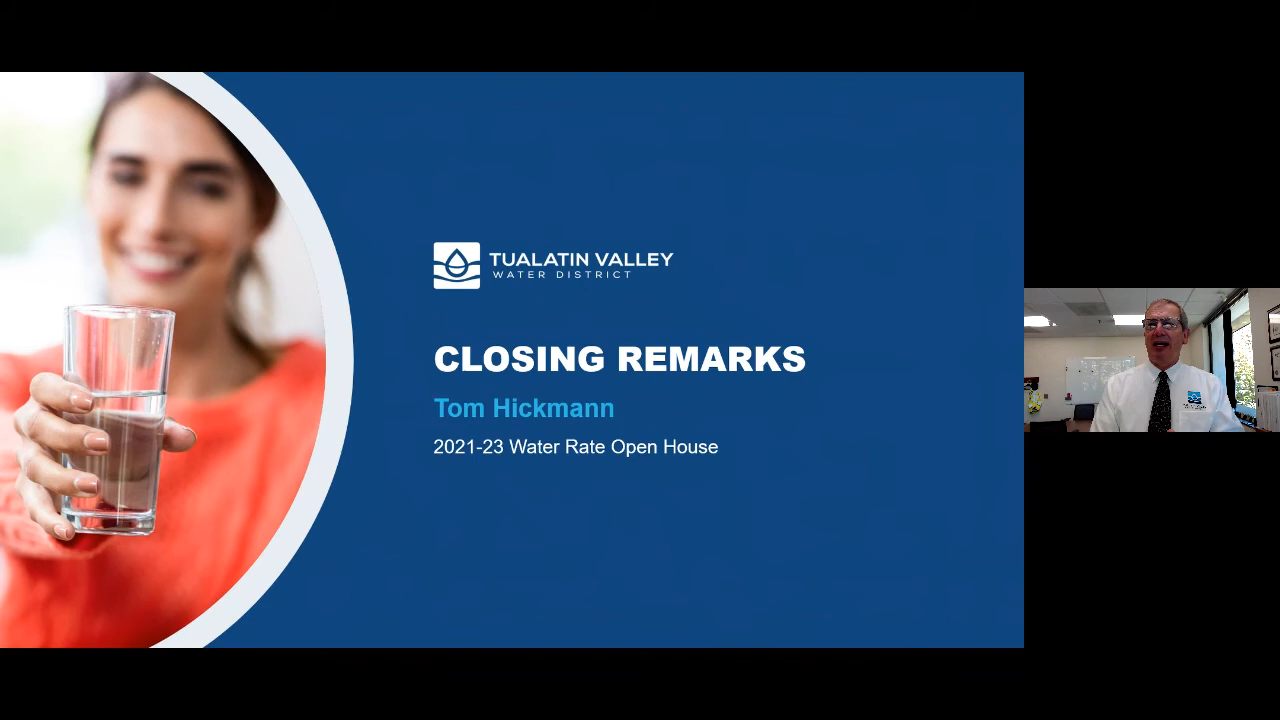 TUALATIN VALLEY
WATER DISTRICT
CLOSING REMARKS
Tom Hickmann
2021-23 Water Rate Open House